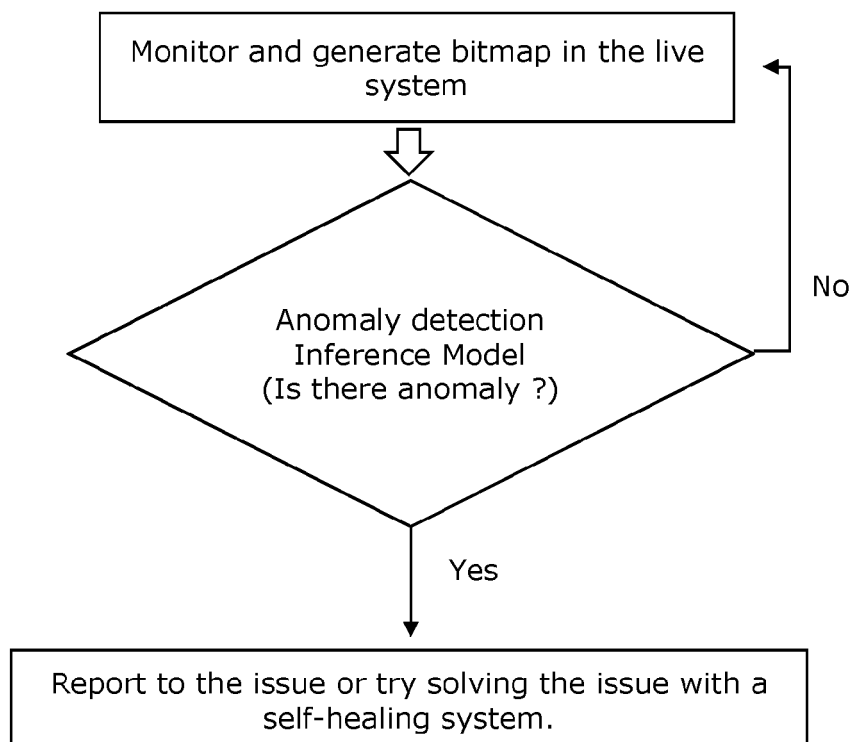 Monitor and generate bitmap in the live
system
No
Anomaly detection
Inference Model
(Is there anomaly ?)
Yes
Report to the issue or try solving the issue with a
self-healing system.